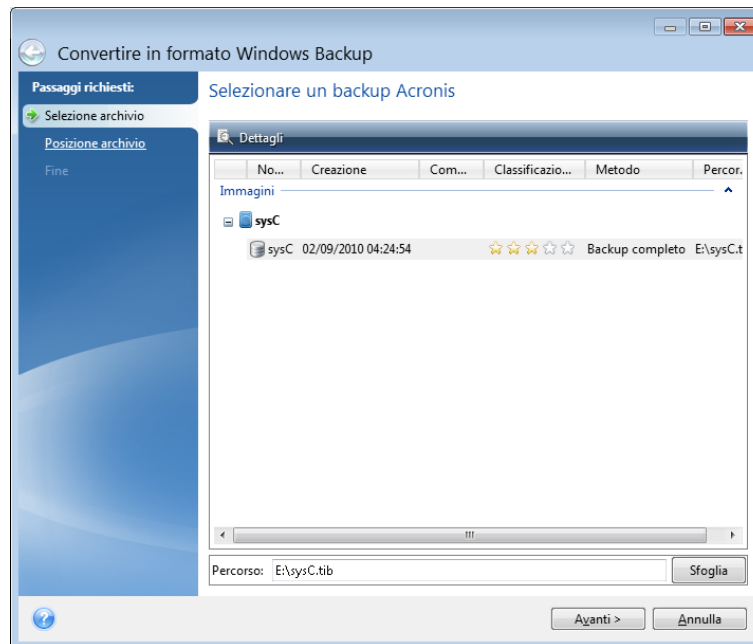 Convertire in formato Windows Backup
Passaggi richiesti:
Selezione archivio
Posizione archivio
Fine
Selezionare un backup Acronis
Dettagli
No... Creazione Com... Classificazio... Metodo Percor.
Immagini
sysC
sysC 02/09/2010 04:24:54 Backup completo E:\sysC.t
Percorso: E:\sysC.tib Sfoglia
Avanti > Annulla